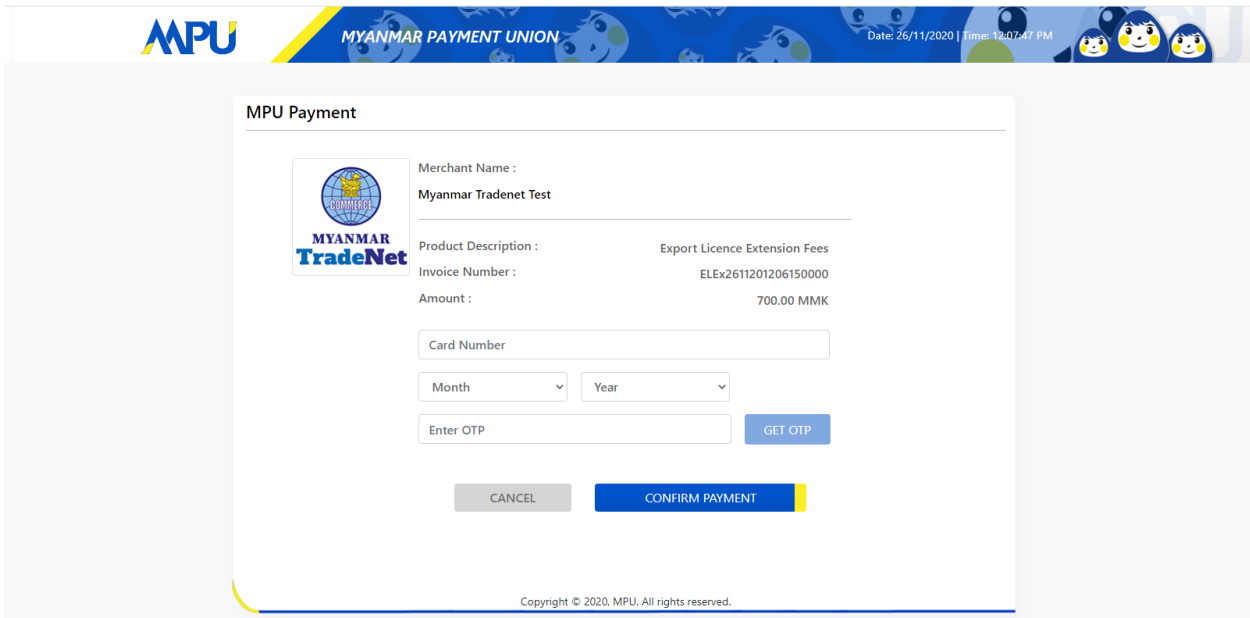 MPU
MYANMAR PAYMENT UNION
Date: 26/11/2020 | Time: 12:07:47 PM
MPU Payment
COMMERCE
MYANMAR
TradeNet
Merchant Name :
Myanmar Tradenet Test
Product Description : Export Licence Extension Fees
Invoice Number : ELEx2611201206150000
Amount : 700.00 MMK
Card Number
Month Year
Enter OTP GET OTP
CANCEL CONFIRM PAYMENT
Copyright © 2020, MPU. All rights reserved.